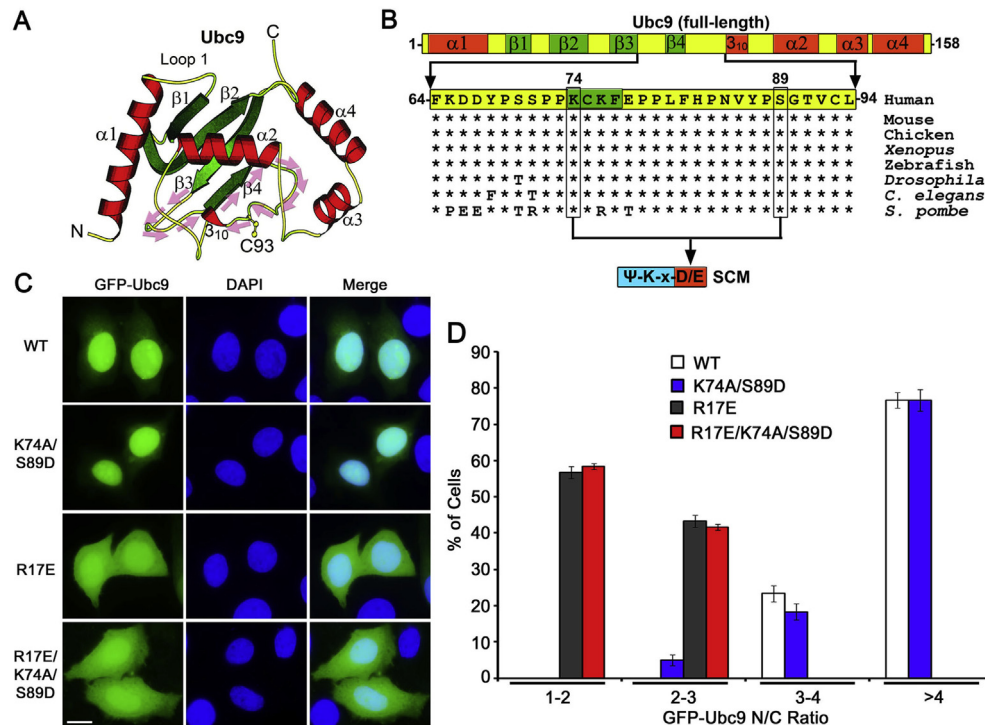 A
Ubc9
C
Loop 1
β1
β2
α1
α2
α4
β3
β4
α3
N
3₁₀
C93
B
Ubc9 (full-length)
1- α1 β1 β2 β3 β4 3₁₀ α2 α3 α4 -158
74 89
64- F K D D Y P S S P P K C K F E P P L F H P N V Y P S G T V C L -94 Human
* * * * * * * * * * * * * * * * * * * * * * * * * * * * * * * Mouse
* * * * * * * * * * * * * * * * * * * * * * * * * * * * * * * Chicken
* * * * * * * * * * * * * * * * * * * * * * * * * * * * * * * Xenopus
* * * * * * * * * * * * * * * * * * * * * * * * * * * * * * * Zebrafish
* * * * * * T * * * * * * * * * * * * * * * * * * * * * * * * Drosophila
* * * * F * * T * * * * * * * * * * * * * * * * * * * * * * * C. elegans
* P E E * * T R * * * * R * T * * * * * * * * * * * * * * * * S. pombe
Ψ-K-x-D/E SCM
C
GFP-Ubc9 DAPI Merge
WT
K74A/
S89D
R17E
R17E/
K74A/
S89D
D
WT
K74A/S89D
R17E
R17E/K74A/S89D
% of Cells
90
80
70
60
50
40
30
20
10
0
1-2 2-3 3-4 >4
GFP-Ubc9 N/C Ratio